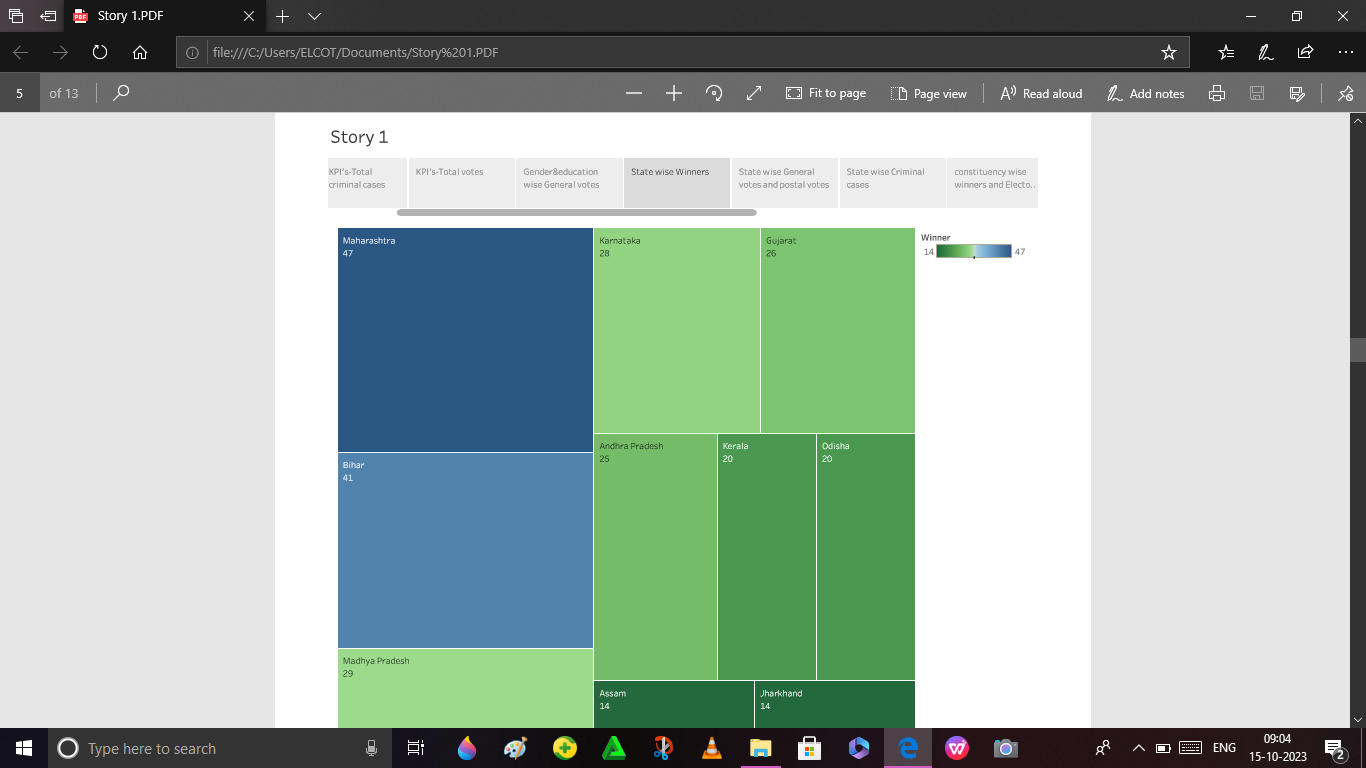 Story 1.PDF
file:///C:/Users/ELCOT/Documents/Story%201.PDF
5 of 13
Fit to page
Page view
Read aloud
Add notes
Story 1
KPI's-Total
criminal cases
KPI's-Total votes
Gender&education
wise General votes
State wise Winners
State wise General
votes and postal votes
State wise Criminal
cases
constituency wise
winners and Electo..
Maharashtra
47
Karnataka
28
Gujarat
26
Winner
14 47
Andhra Pradesh
25
Kerala
20
Odisha
20
Bihar
41
Madhya Pradesh
29
Assam
14
Jharkhand
14
Type here to search
ENG
09:04
15-10-2023
2